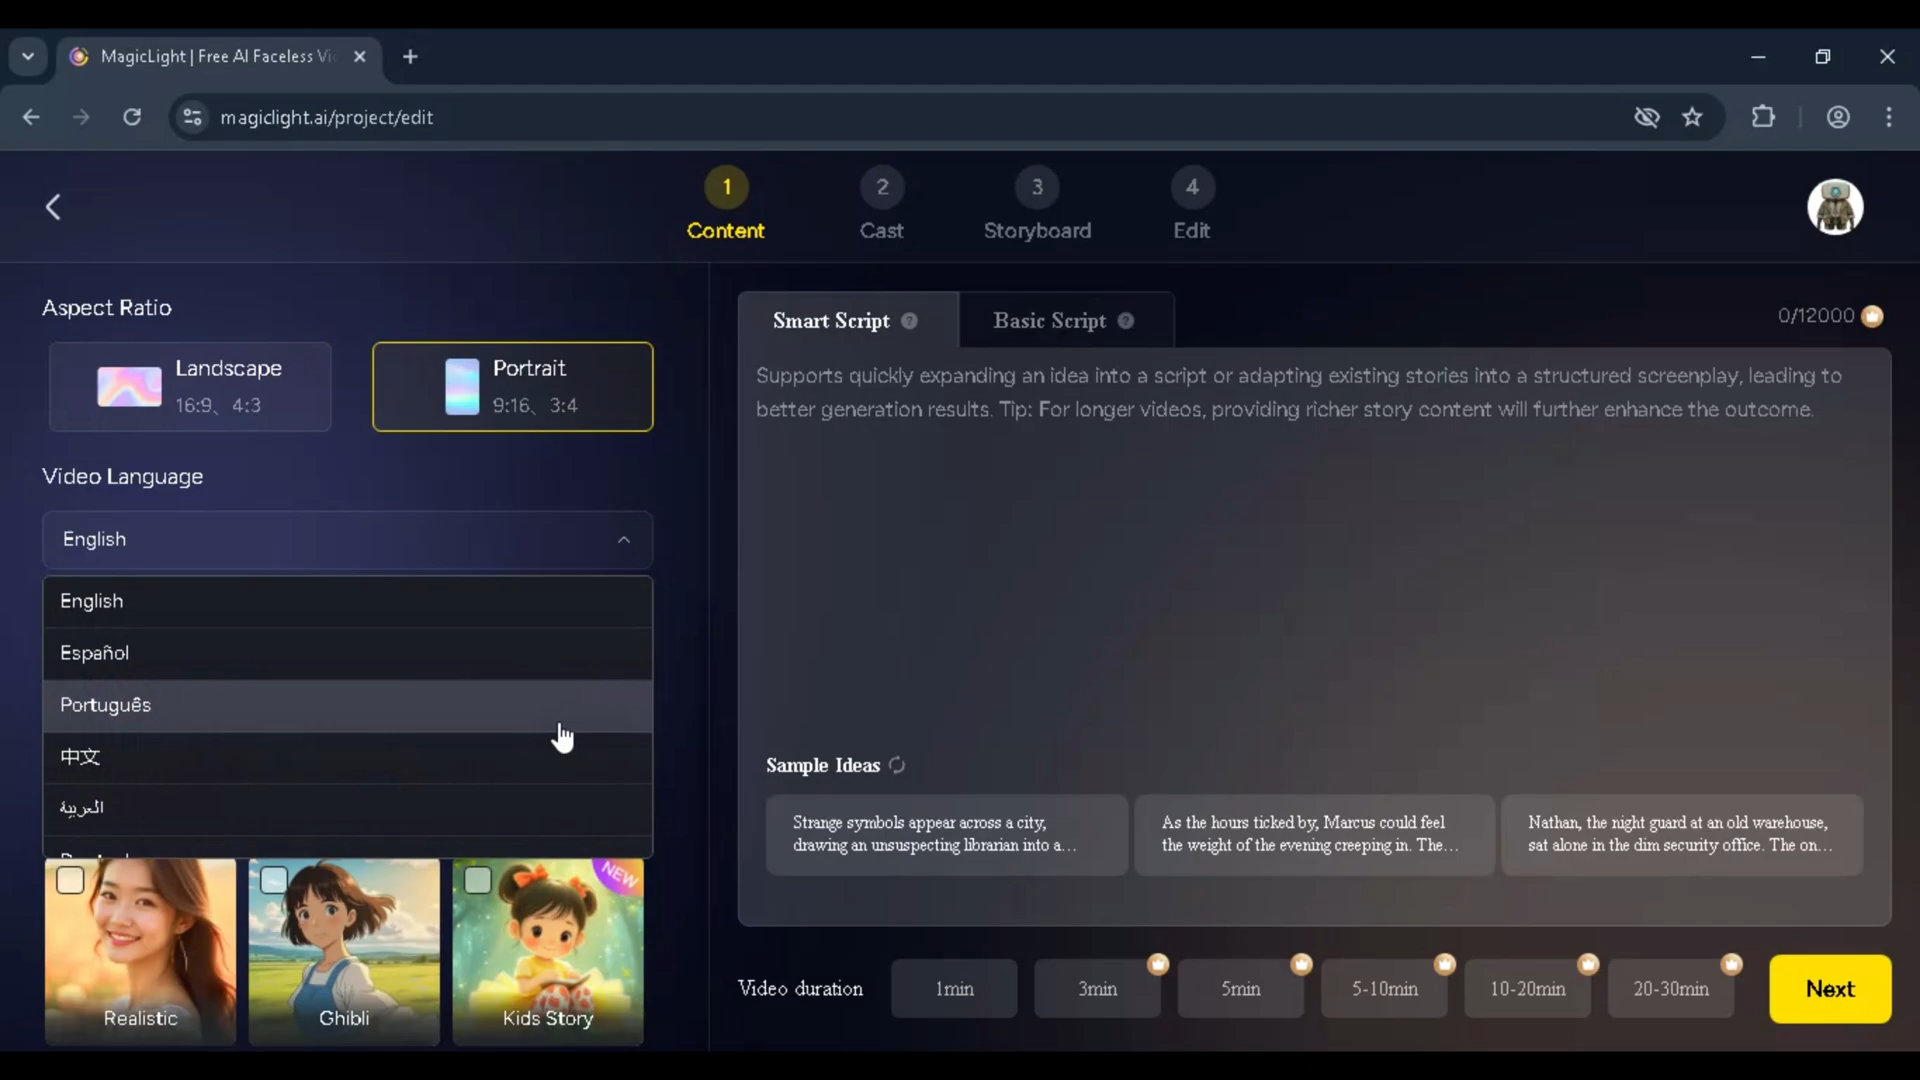 MagicLight | Free AI Faceless Vi
magiclight.ai/project/edit
1
Content
2
Cast
3
Storyboard
4
Edit
Aspect Ratio
Landscape
16:9、4:3
Portrait
9:16、3:4
Video Language
English
English
Español
Português
中文
العربية
Realistic
Ghibli
NEW
Kids Story
Smart Script ?
Basic Script ?
0/12000
Supports quickly expanding an idea into a script or adapting existing stories into a structured screenplay, leading to
better generation results. Tip: For longer videos, providing richer story content will further enhance the outcome.
Sample Ideas
Strange symbols appear across a city,
drawing an unsuspecting librarian into a...
As the hours ticked by, Marcus could feel
the weight of the evening creeping in. The...
Nathan, the night guard at an old warehouse,
sat alone in the dim security office. The on...
Video duration
1min
3min
5min
5-10min
10-20min
20-30min
Next